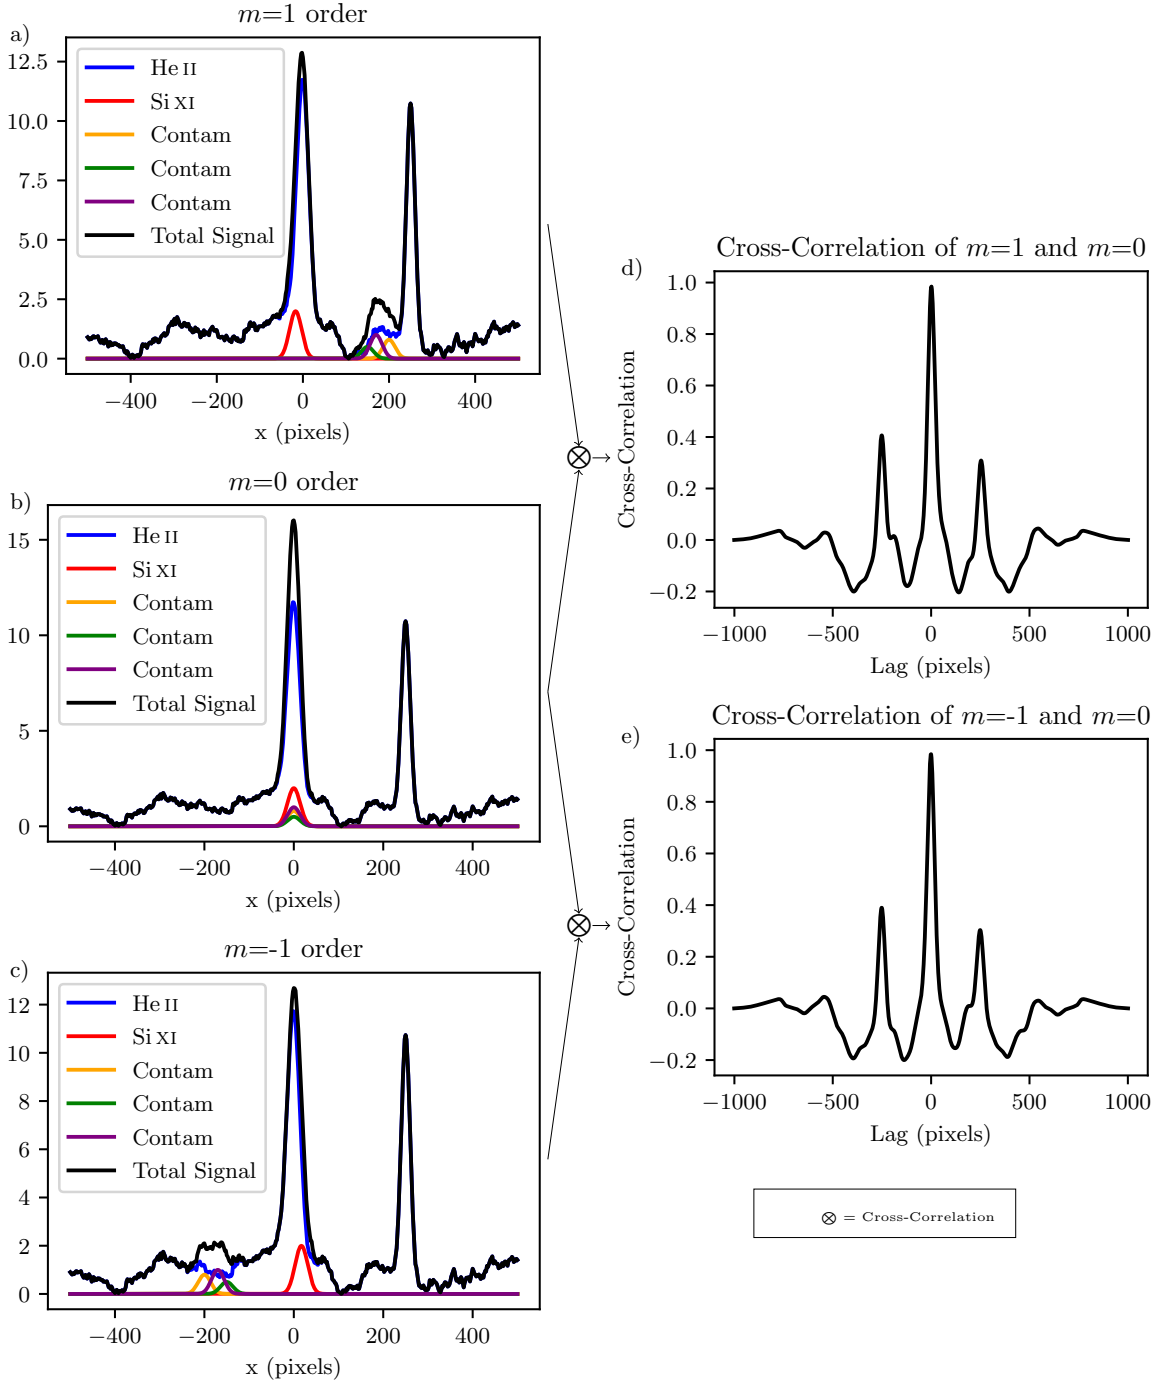 m=1 order
a)
12.5
10.0
7.5
5.0
2.5
0.0
He II
Si XI
Contam
Contam
Contam
Total Signal
−400 −200 0 200 400
x (pixels)
m=0 order
b)
15
10
5
0
He II
Si XI
Contam
Contam
Contam
Total Signal
−400 −200 0 200 400
x (pixels)
m=-1 order
c)
12
10
8
6
4
2
0
He II
Si XI
Contam
Contam
Contam
Total Signal
−400 −200 0 200 400
x (pixels)
Cross-Correlation of m=1 and m=0
d)
Cross-Correlation
1.0
0.8
0.6
0.4
0.2
0.0
−0.2
−1000 −500 0 500 1000
Lag (pixels)
Cross-Correlation of m=-1 and m=0
e)
Cross-Correlation
1.0
0.8
0.6
0.4
0.2
0.0
−0.2
−1000 −500 0 500 1000
Lag (pixels)
⊗ = Cross-Correlation